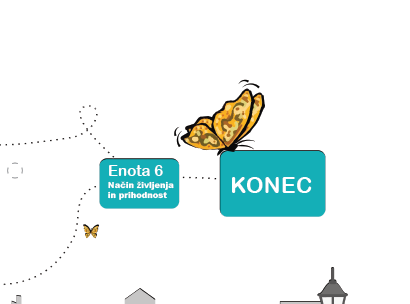 Enota 6
Način življenja
in prihodnost
KONEC